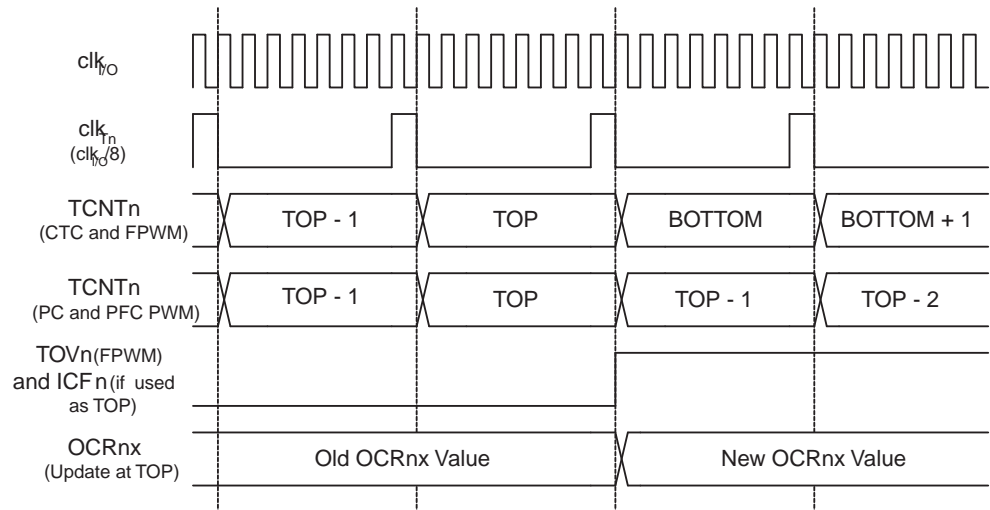 clkI/O
clkTn
(clkI/O/8)
TCNTn
(CTC and FPWM)
TOP - 1
TOP
BOTTOM
BOTTOM + 1
TCNTn
(PC and PFC PWM)
TOP - 1
TOP
TOP - 1
TOP - 2
TOVn(FPWM)
and ICFn(if used
as TOP)
OCRnx
(Update at TOP)
Old OCRnx Value
New OCRnx Value